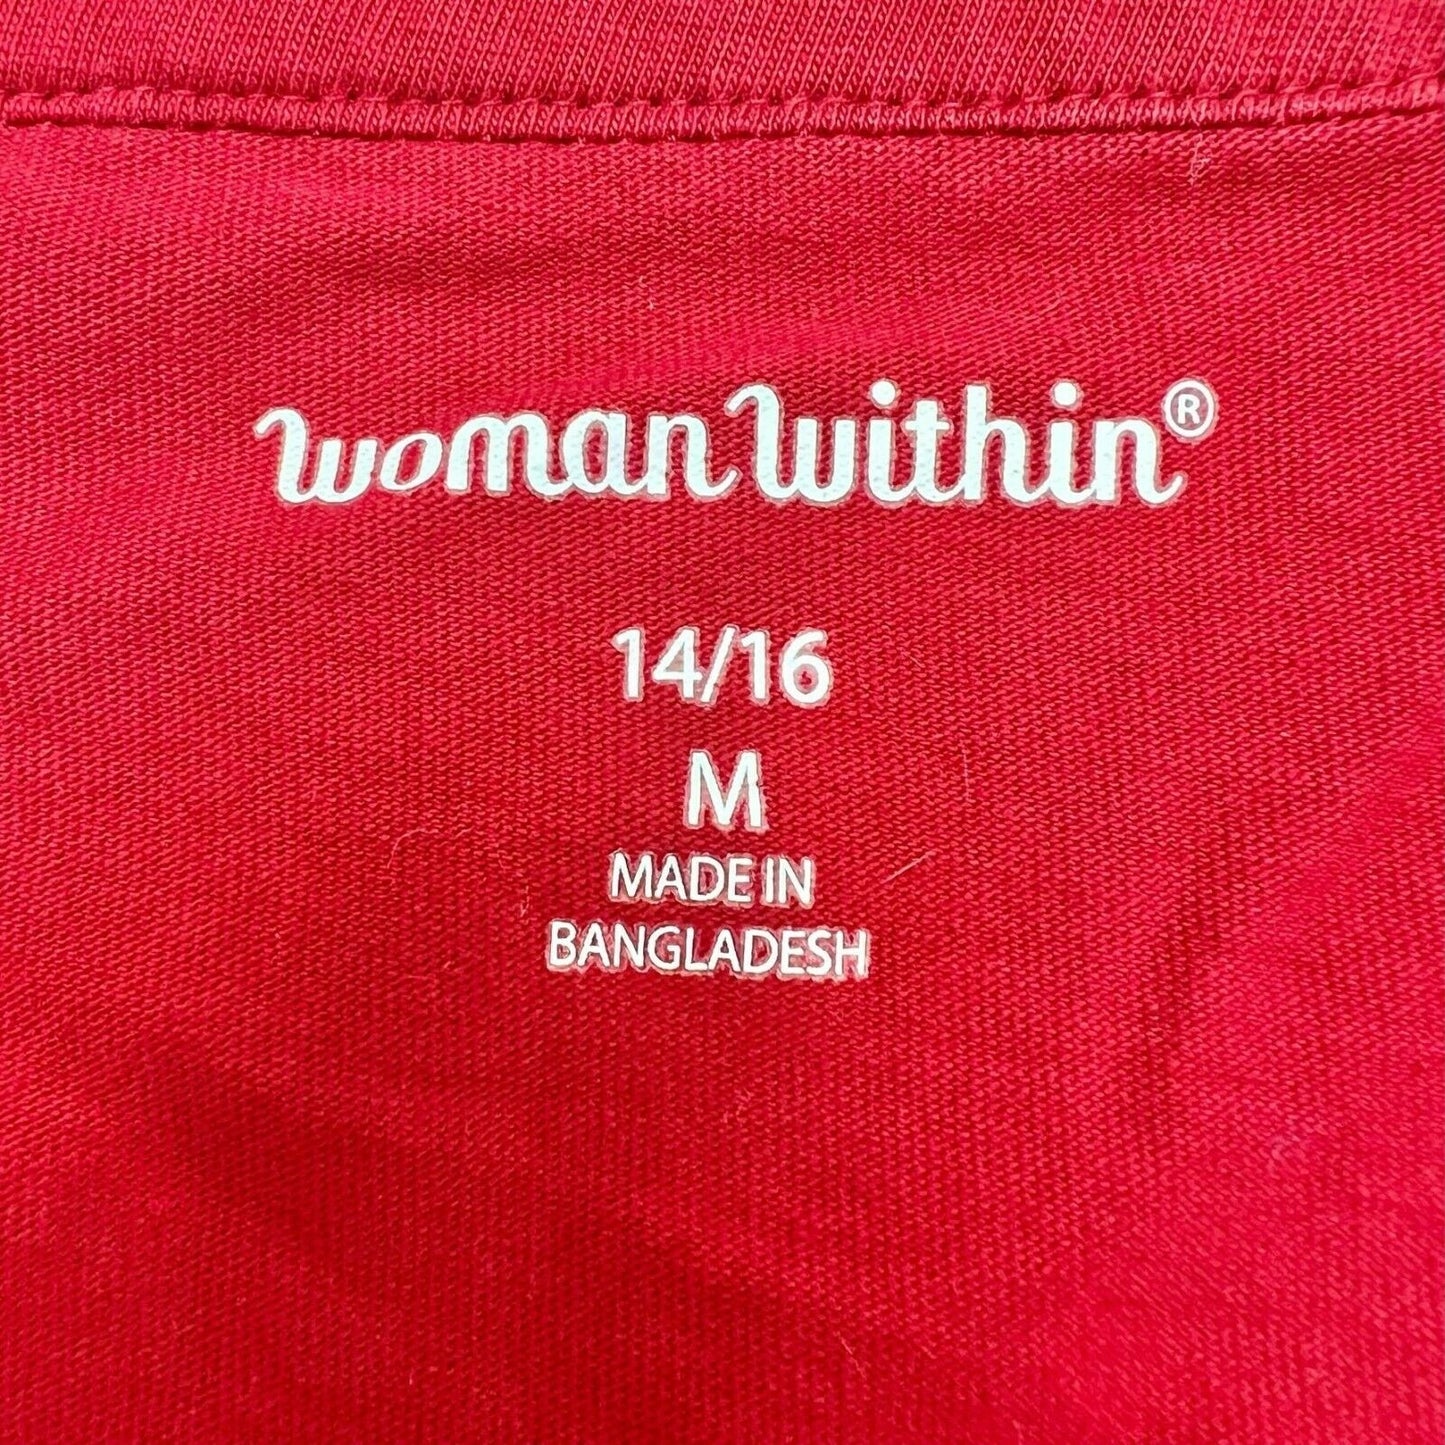 woman within®
14/16
M
MADE IN
BANGLADESH